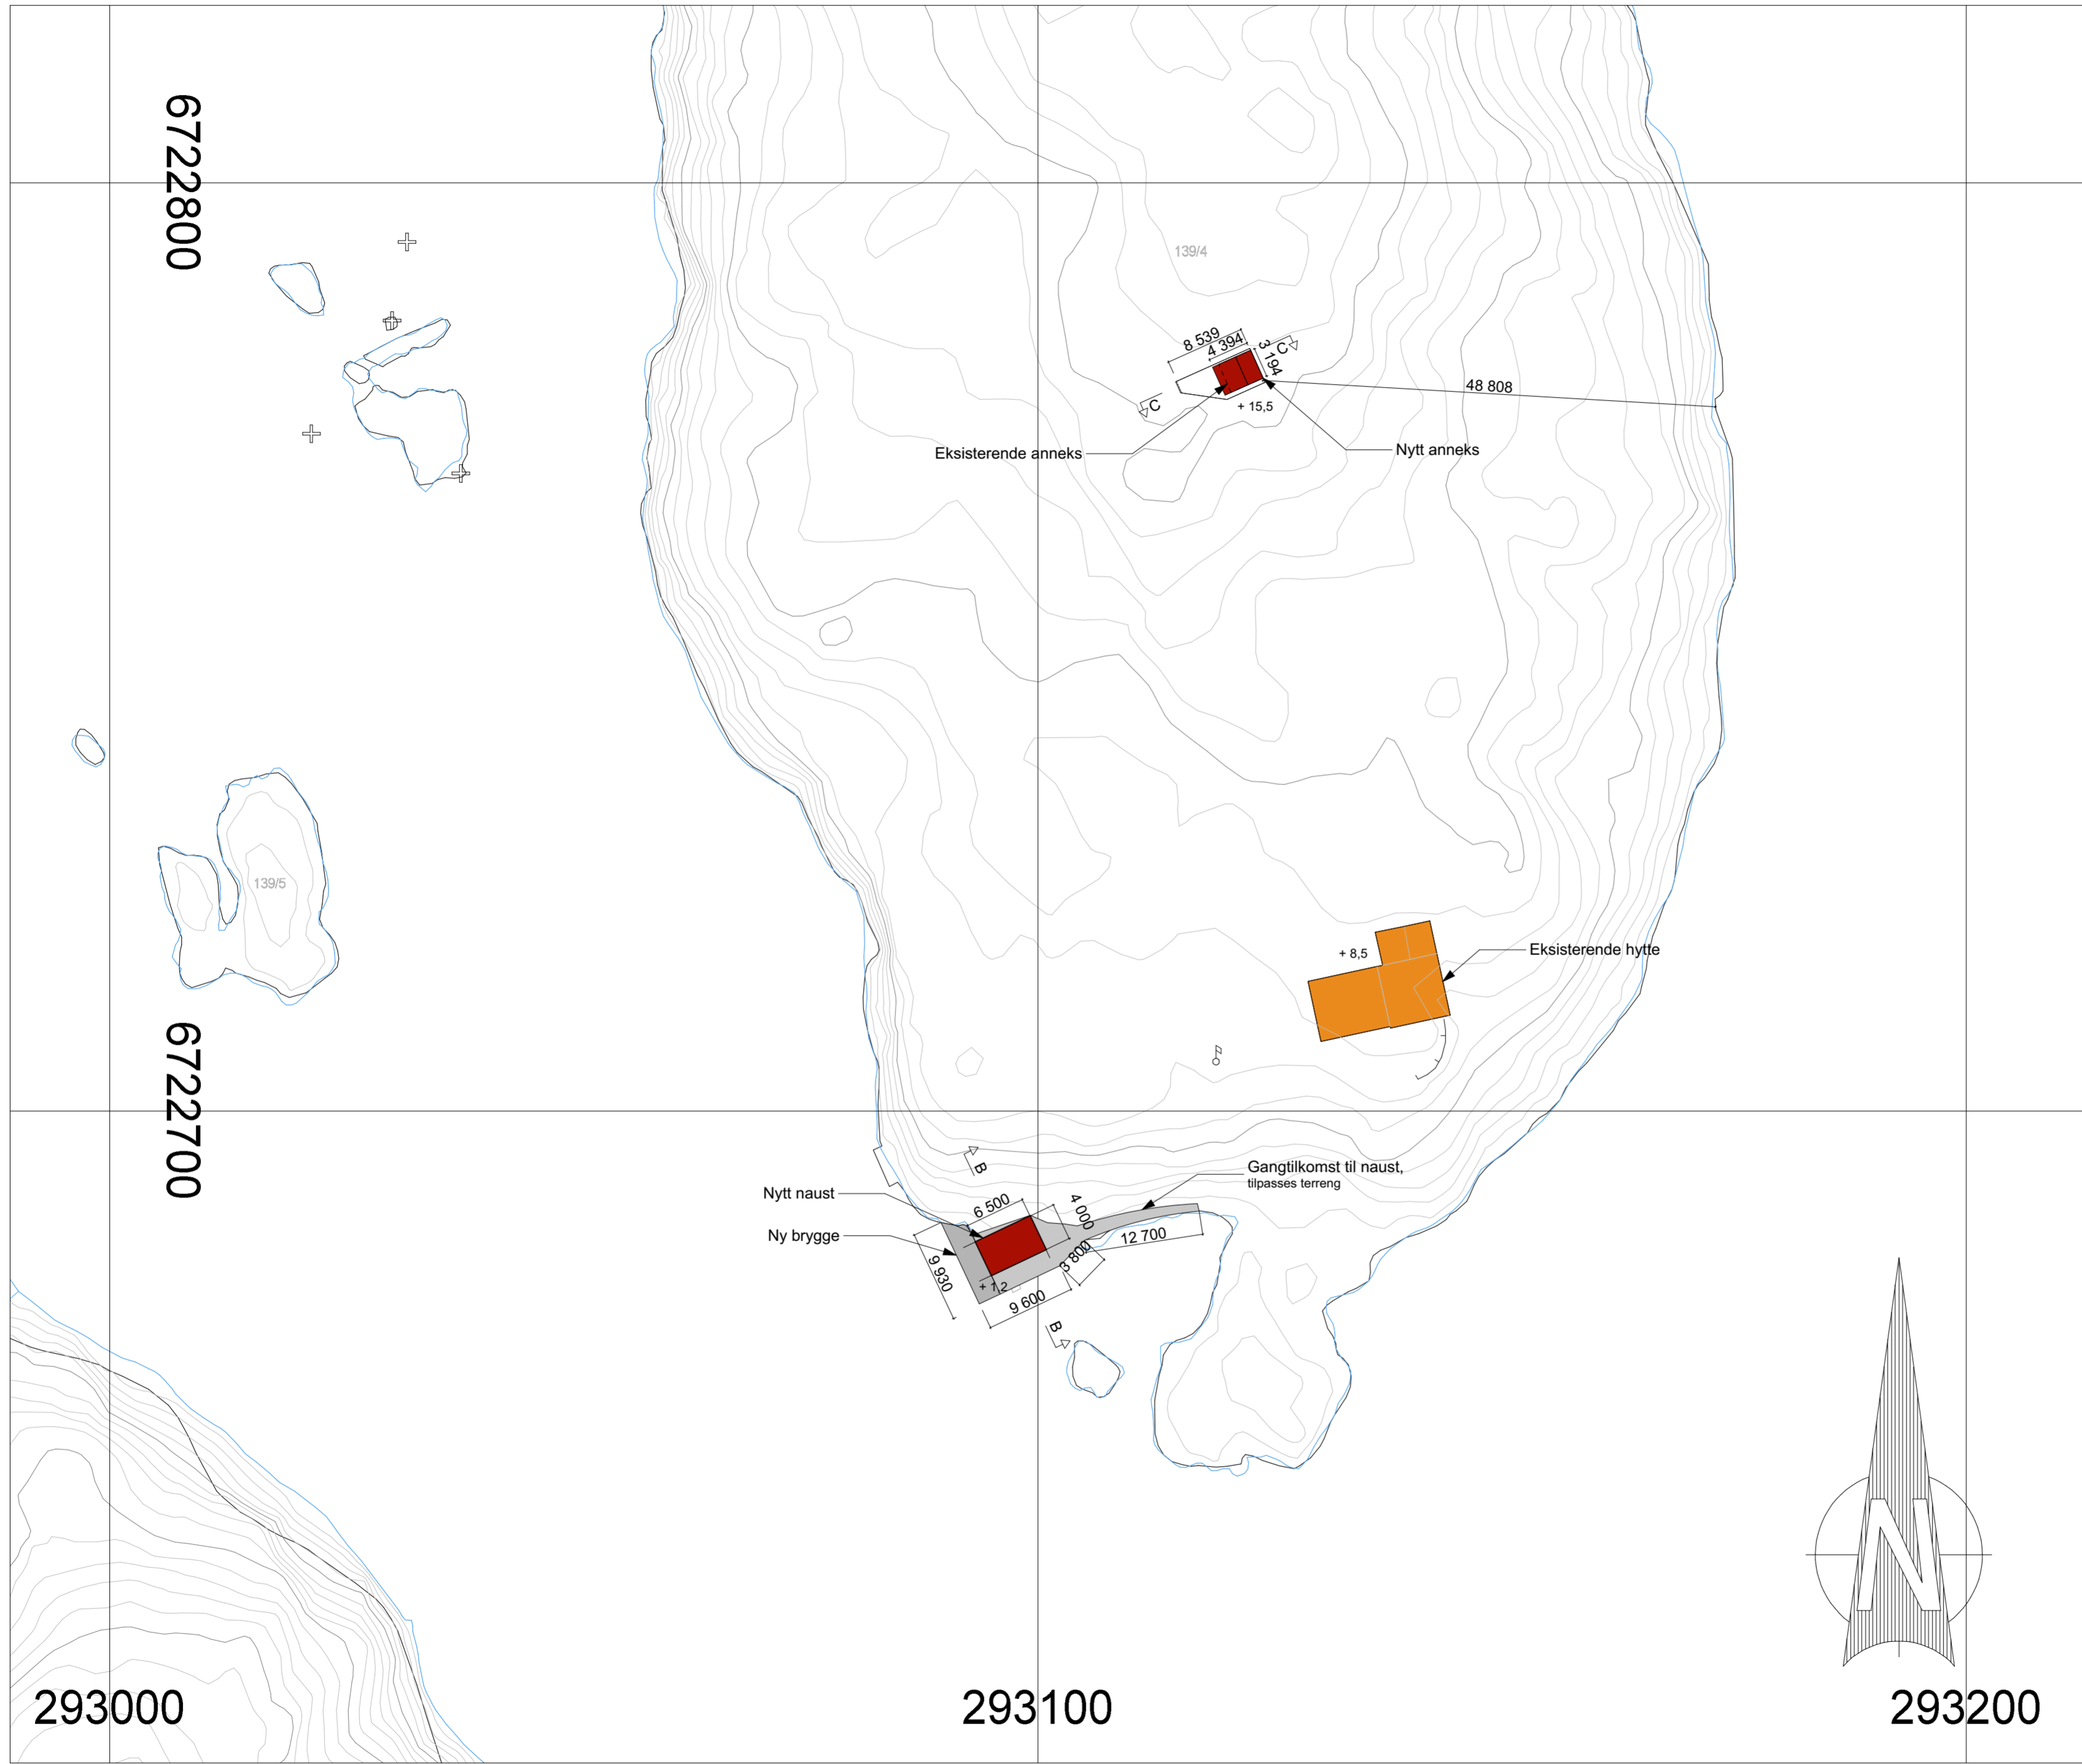 6722800
139/4
8 539
4 394
3 194
C
C
48 808
+ 15,5
Eksisterende anneks
Nytt anneks
139/5
+ 8,5
Eksisterende hytte
6722700
B
Gangtilkomst til naust,
tilpasses terreng
Nytt naust
6 500
4 000
Ny brygge
12 700
3 800
9 930
+ 1,2
9 600
B
N
293000
293100
293200